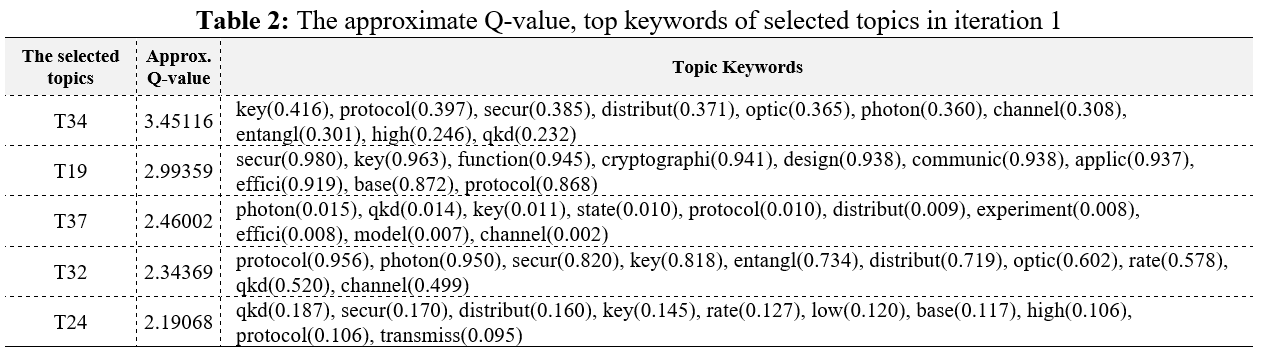 Table 2: The approximate Q-value, top keywords of selected topics in iteration 1
The selected topics Approx. Q-value Topic Keywords
T34 3.45116 key(0.416), protocol(0.397), secur(0.385), distribut(0.371), optic(0.365), photon(0.360), channel(0.308),
entangl(0.301), high(0.246), qkd(0.232)
T19 2.99359 secur(0.980), key(0.963), function(0.945), cryptographi(0.941), design(0.938), communic(0.938), applic(0.937),
effici(0.919), base(0.872), protocol(0.868)
T37 2.46002 photon(0.015), qkd(0.014), key(0.011), state(0.010), protocol(0.010), distribut(0.009), experiment(0.008),
effici(0.008), model(0.007), channel(0.002)
T32 2.34369 protocol(0.956), photon(0.950), secur(0.820), key(0.818), entangl(0.734), distribut(0.719), optic(0.602), rate(0.578),
qkd(0.520), channel(0.499)
T24 2.19068 qkd(0.187), secur(0.170), distribut(0.160), key(0.145), rate(0.127), low(0.120), base(0.117), high(0.106),
protocol(0.106), transmiss(0.095)